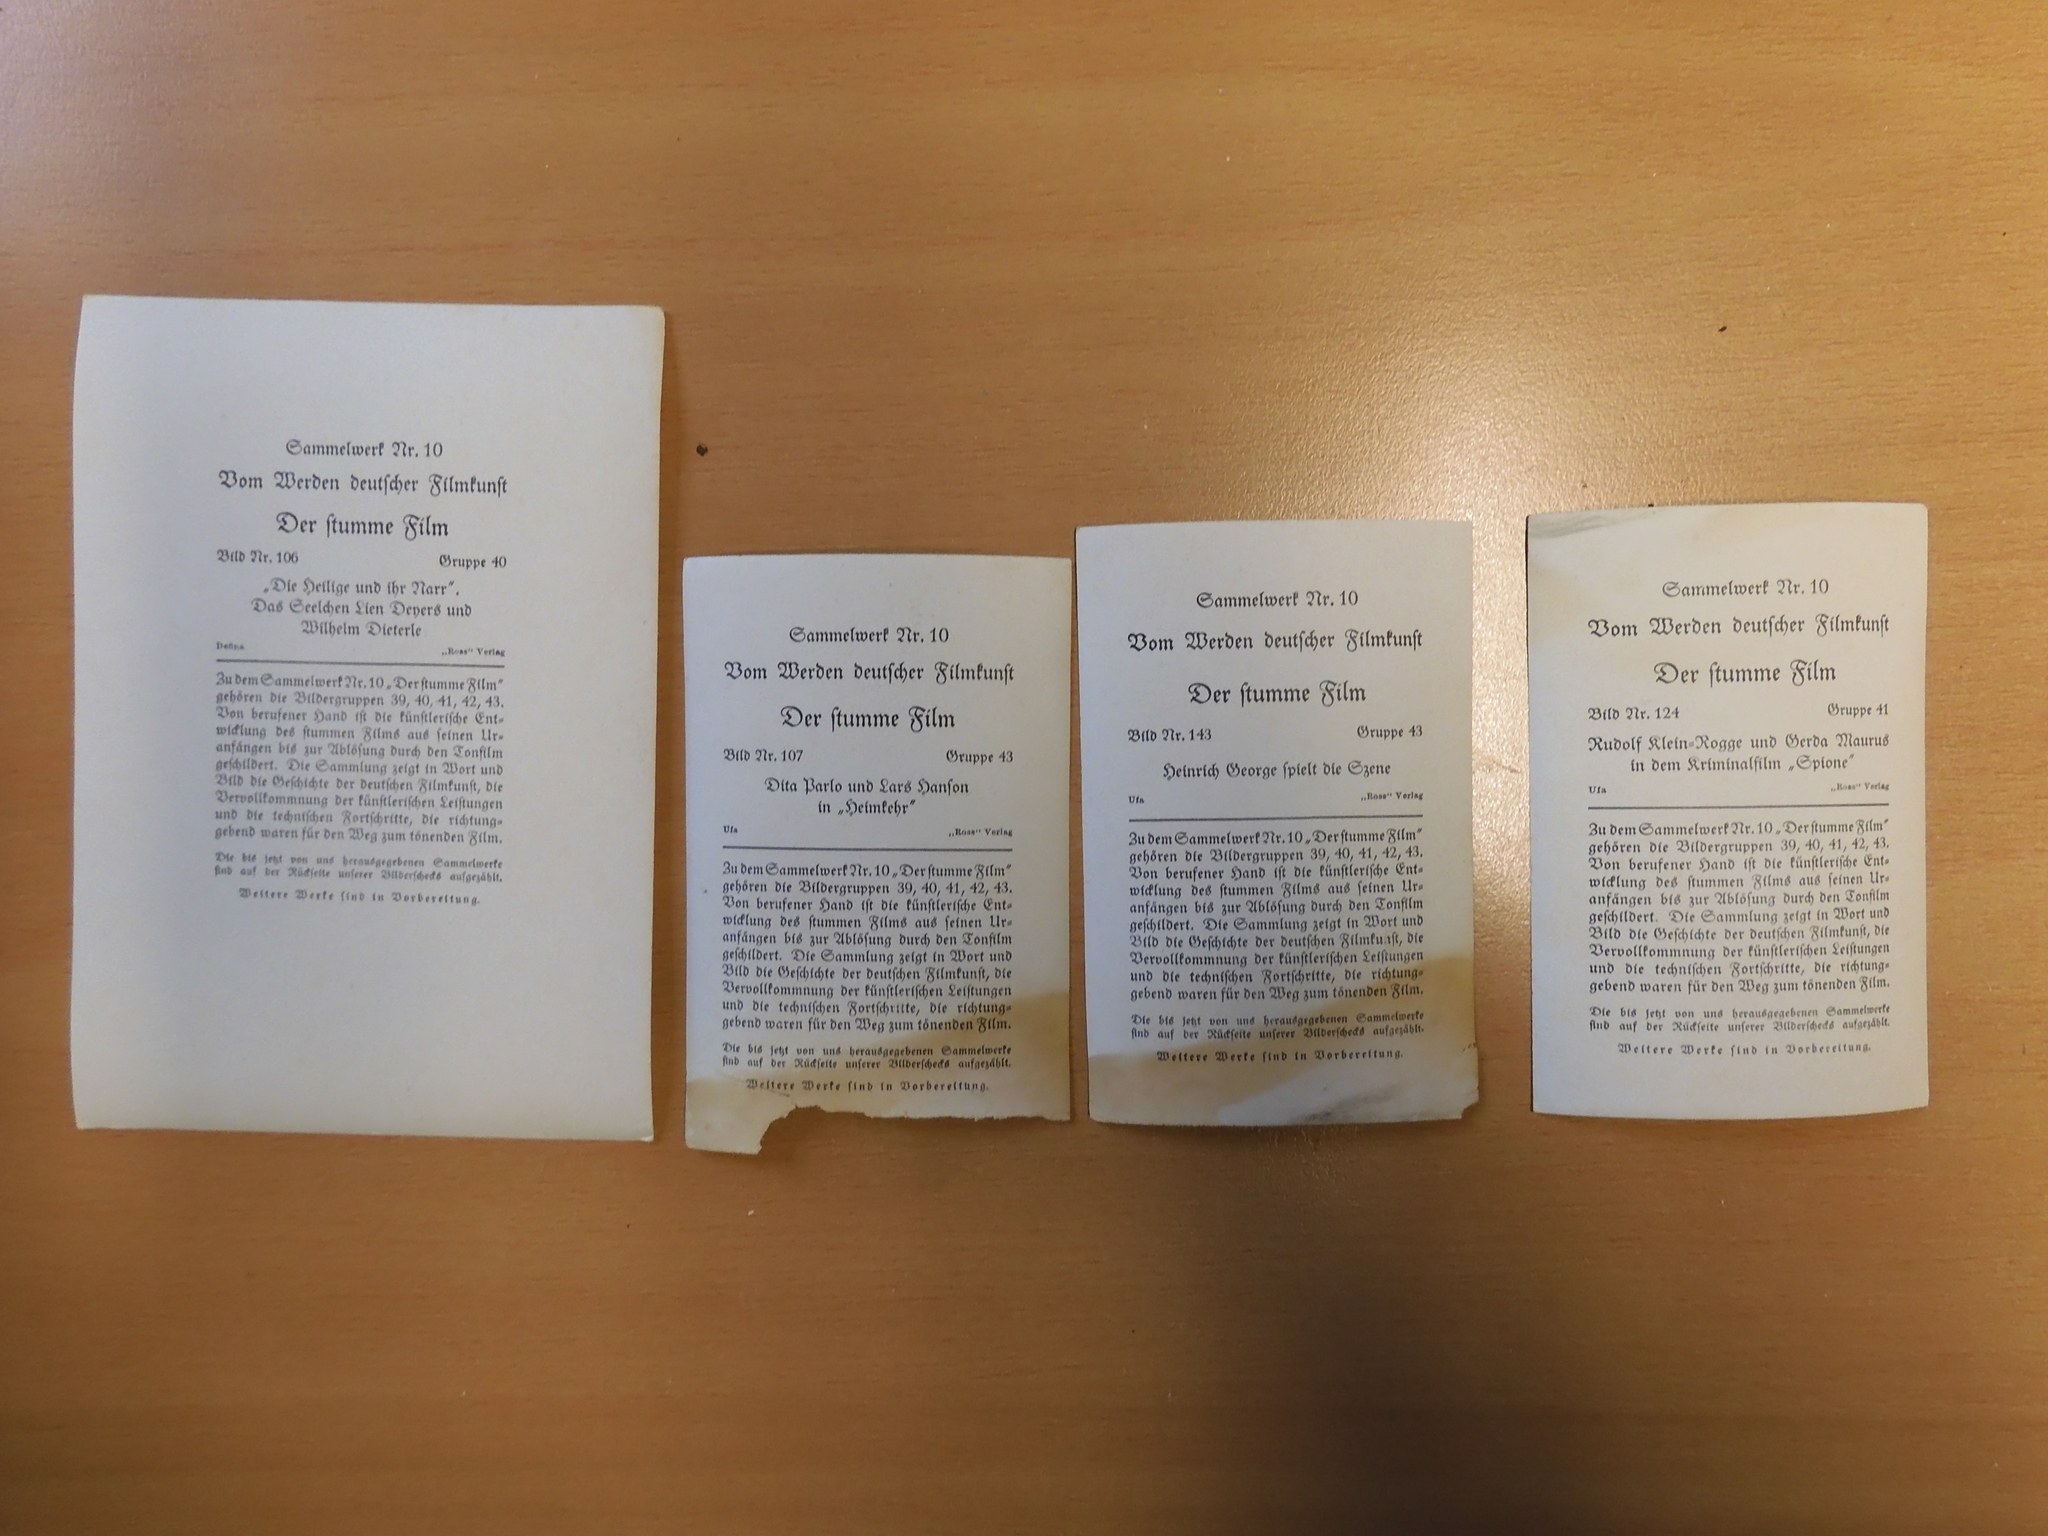 Sammelwerk Nr. 10
Vom Werden deutscher Filmkunst
Der stumme Film
Bild Nr. 106 Gruppe 40
„Die Heilige und ihr Narr“.
Das Seelchen Lien Deyers und
Wilhelm Dieterle
„Ross“ Verlag
Zu dem Sammelwerk Nr. 10 „Der stumme Film“
gehören die Bildergruppen 39, 40, 41, 42, 43.
Von berufener Hand ist die künstlerische Ent-
wicklung des stummen Films aus seinen Ur-
anfängen bis zur Ablösung durch den Tonfilm
geschildert. Die Sammlung zeigt in Wort und
Bild die Geschichte der deutschen Filmkunst, die
Vervollkommnung der künstlerischen Leistungen
und die technischen Fortschritte, die richtung-
gebend waren für den Weg zum tönenden Film.
Die bis jetzt von uns herausgegebenen Sammelwerke
sind auf der Rückseite unserer Bilderschecks aufgezählt.
Weitere Werke sind in Vorbereitung.
Sammelwerk Nr. 10
Vom Werden deutscher Filmkunst
Der stumme Film
Bild Nr. 107 Gruppe 43
Dita Parlo und Lars Hanson
in „Heimkehr“
Ufa „Ross“ Verlag
Zu dem Sammelwerk Nr. 10 „Der stumme Film“
gehören die Bildergruppen 39, 40, 41, 42, 43.
Von berufener Hand ist die künstlerische Ent-
wicklung des stummen Films aus seinen Ur-
anfängen bis zur Ablösung durch den Tonfilm
geschildert. Die Sammlung zeigt in Wort und
Bild die Geschichte der deutschen Filmkunst, die
Vervollkommnung der künstlerischen Leistungen
und die technischen Fortschritte, die richtung-
gebend waren für den Weg zum tönenden Film.
Die bis jetzt von uns herausgegebenen Sammelwerke
sind auf der Rückseite unserer Bilderschecks aufgezählt.
Weitere Werke sind in Vorbereitung.
Sammelwerk Nr. 10
Vom Werden deutscher Filmkunst
Der stumme Film
Bild Nr. 143 Gruppe 43
Heinrich George spielt die Szene
Ufa „Ross“ Verlag
Zu dem Sammelwerk Nr. 10 „Der stumme Film“
gehören die Bildergruppen 39, 40, 41, 42, 43.
Von berufener Hand ist die künstlerische Ent-
wicklung des stummen Films aus seinen Ur-
anfängen bis zur Ablösung durch den Tonfilm
geschildert. Die Sammlung zeigt in Wort und
Bild die Geschichte der deutschen Filmkunst, die
Vervollkommnung der künstlerischen Leistungen
und die technischen Fortschritte, die richtung-
gebend waren für den Weg zum tönenden Film.
Die bis jetzt von uns herausgegebenen Sammelwerke
sind auf der Rückseite unserer Bilderschecks aufgezählt.
Weitere Werke sind in Vorbereitung.
Sammelwerk Nr. 10
Vom Werden deutscher Filmkunst
Der stumme Film
Bild Nr. 124 Gruppe 41
Rudolf Klein-Rogge und Gerda Maurus
in dem Kriminalfilm „Spione“
Ufa „Ross“ Verlag
Zu dem Sammelwerk Nr. 10 „Der stumme Film“
gehören die Bildergruppen 39, 40, 41, 42, 43.
Von berufener Hand ist die künstlerische Ent-
wicklung des stummen Films aus seinen Ur-
anfängen bis zur Ablösung durch den Tonfilm
geschildert. Die Sammlung zeigt in Wort und
Bild die Geschichte der deutschen Filmkunst, die
Vervollkommnung der künstlerischen Leistungen
und die technischen Fortschritte, die richtung-
gebend waren für den Weg zum tönenden Film.
Die bis jetzt von uns herausgegebenen Sammelwerke
sind auf der Rückseite unserer Bilderschecks aufgezählt.
Weitere Werke sind in Vorbereitung.